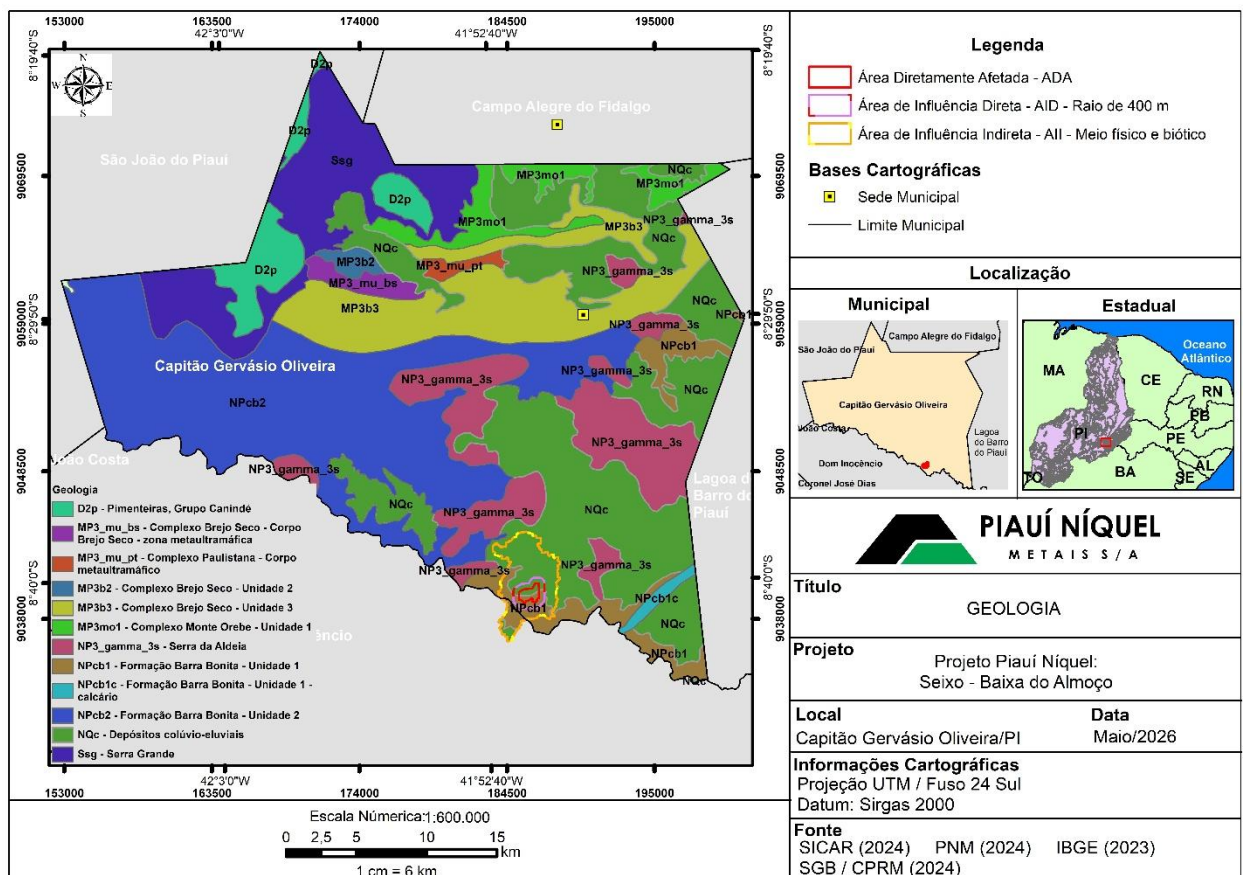 153000
163500
174000
184500
195000
42°3'0"W
41°52'40"W
8°19'40"S
8°19'40"S
N
W
E
S
D2p
Campo Alegre do Fidalgo
D2p
São João do Piauí
Ssg
MP3mo1
NQc
MP3mo1
9069500
9069500
D2p
MP3mo1
NP3_gamma_3s
MP3b3
NQc
NQc
MP3b2
MP3_mu_pt
NP3_gamma_3s
D2p
MP3_mu_bs
NQc
MP3b3
NPcb1
9059000
8°29'50"S
9059000
NP3_gamma_3s
NPcb1
Capitão Gervásio Oliveira
NP3_gamma_3s
NP3_gamma_3s
NQc
NPcb2
NP3_gamma_3s
João Costa
NP3_gamma_3s
9048500
9048500
Lagoa d
Barro do
Piauí
NQc
NP3_gamma_3s
NQc
NP3_gamma_3s
NP3_gamma_3s
8°40'0"S
8°40'0"S
NPcb1
NPcb1c
9038000
9038000
NQc
êncio
NQc
Geologia
D2p - Pimenteiras, Grupo Canindé
MP3_mu_bs - Complexo Brejo Seco - Corpo
Brejo Seco - zona metaultramáfica
MP3_mu_pt - Complexo Paulistana - Corpo
metaultramáfico
MP3b2 - Complexo Brejo Seco - Unidade 2
MP3b3 - Complexo Brejo Seco - Unidade 3
MP3mo1 - Complexo Monte Orebe - Unidade 1
NP3_gamma_3s - Serra da Aldeia
NPcb1 - Formação Barra Bonita - Unidade 1
NPcb1c - Formação Barra Bonita - Unidade 1 -
calcário
NPcb2 - Formação Barra Bonita - Unidade 2
NQc - Depósitos colúvio-eluviais
Ssg - Serra Grande
42°3'0"W
41°52'40"W
153000
163500
174000
184500
195000
Escala Númerica:1:600.000
0 2,5 5 10 15
km
1 cm = 6 km
Legenda
Área Diretamente Afetada - ADA
Área de Influência Direta - AID - Raio de 400 m
Área de Influência Indireta - AII - Meio físico e biótico
Bases Cartográficas
Sede Municipal
Limite Municipal
Localização
Municipal
Campo Alegre do Fidalgo
São João do Piauí
Capitão Gervásio Oliveira
João Costa
Lagoa
do Barro
do Piauí
Dom Inocêncio
Coronel José Dias
Estadual
Oceano
Atlântico
MA
CE
RN
PB
PI
PE
AL
TO
BA
SE
PIAUÍ NÍQUEL
METAIS S/A
Título
GEOLOGIA
Projeto
Projeto Piauí Níquel:
Seixo - Baixa do Almoço
Local
Data
Capitão Gervásio Oliveira/PI
Maio/2026
Informações Cartográficas
Projeção UTM / Fuso 24 Sul
Datum: Sirgas 2000
Fonte
SICAR (2024) PNM (2024) IBGE (2023)
SGB / CPRM (2024)